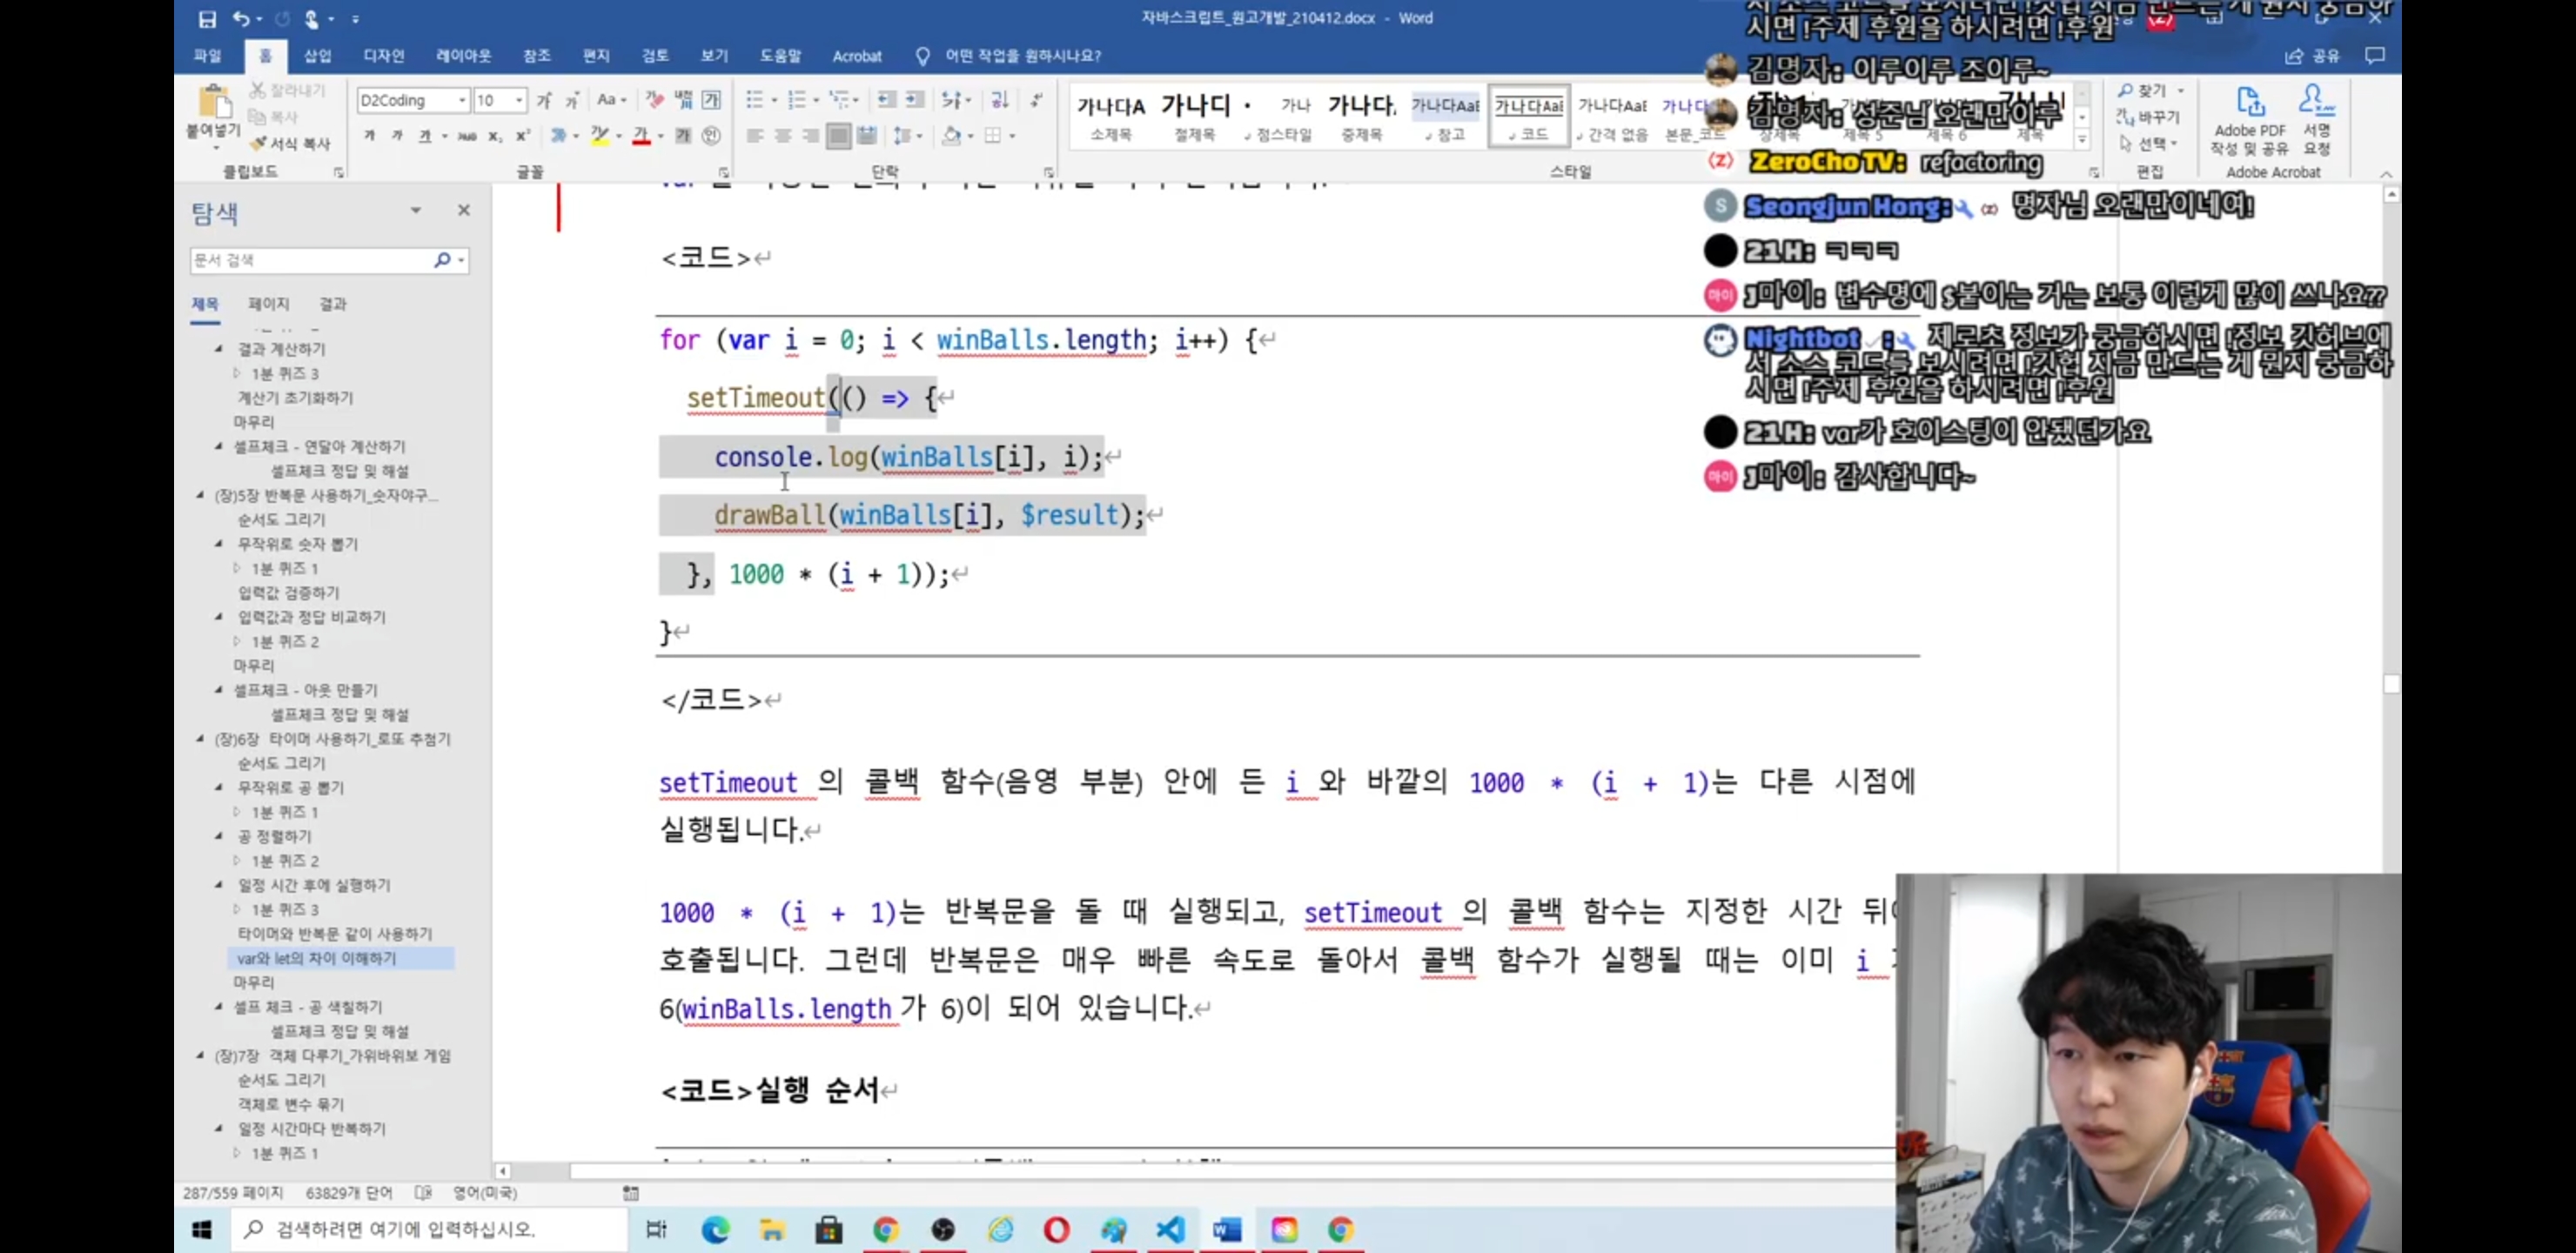 자바스크립트_원고개발_210412.docx - Word
파일 홈 삽입 디자인 레이아웃 참조 편지 검토 보기 도움말 Acrobat 어떤 작업을 원하시나요?
공유
붙여넣기
잘라내기
복사
서식 복사
클립보드
D2Coding 10
글꼴
단락
가나다A 가나디 가나 가나다, 가나다AaB 가나다AaB 가나다AaB
소제목 절제목 점스타일 중제목 참고 코드 간격 없음 본문_코드 장제목 제목 5 제목 6 제목
스타일
찾기
바꾸기
선택
편집
Adobe PDF 작성 및 공유
서명 요청
Adobe Acrobat
탐색
문서 검색
제목 페이지 결과
결과 계산하기
1분 퀴즈 3
계산기 초기화하기
마무리
셀프체크 - 연달아 계산하기
셀프체크 정답 및 해설
(장)5장 반복문 사용하기_숫자야구...
순서도 그리기
무작위로 숫자 뽑기
1분 퀴즈 1
입력값 검증하기
입력값과 정답 비교하기
1분 퀴즈 2
마무리
셀프체크 - 아웃 만들기
셀프체크 정답 및 해설
(장)6장 타이머 사용하기_로또 추첨기
순서도 그리기
무작위로 공 뽑기
1분 퀴즈 1
공 정렬하기
1분 퀴즈 2
일정 시간 후에 실행하기
1분 퀴즈 3
타이머와 반복문 같이 사용하기
var와 let의 차이 이해하기
마무리
셀프 체크 - 공 색칠하기
셀프체크 정답 및 해설
(장)7장 객체 다루기_가위바위보 게임
순서도 그리기
객체로 변수 묶기
일정 시간마다 반복하기
1분 퀴즈 1
<코드>
for (var i = 0; i < winBalls.length; i++) {
setTimeout(() => {
console.log(winBalls[i], i);
drawBall(winBalls[i], $result);
}, 1000 * (i + 1));
}
</코드>
setTimeout 의 콜백 함수(음영 부분) 안에 든 i 와 바깥의 1000 * (i + 1)는 다른 시점에
실행됩니다.
1000 * (i + 1)는 반복문을 돌 때 실행되고, setTimeout 의 콜백 함수는 지정한 시간 뒤
호출됩니다. 그런데 반복문은 매우 빠른 속도로 돌아서 콜백 함수가 실행될 때는 이미 i
6(winBalls.length 가 6)이 되어 있습니다.
<코드>실행 순서
시면 !주제 후원을 하시려면 !후원
김명자: 이루이루 조이루~
김명자: 성준님 오랜만이루
ZeroCho TV: refactoring
Seongjun Hong: 명자님 오랜만이네여!
21H: ㅋㅋㅋ
J마이: 변수명에 $붙이는 거는 보통 이렇게 많이 쓰나요??
Nightbot: 제로초 정보가 궁금하시면 !정보 깃허브에
서 소스 코드를 보시려면 !깃헙 지금 만드는 게 뭔지 궁금하
시면 !주제 후원을 하시려면 !후원
21H: var가 호이스팅이 안됐던가요
J마이: 감사합니다~
287/559 페이지 63829개 단어 영어(미국)
검색하려면 여기에 입력하십시오.